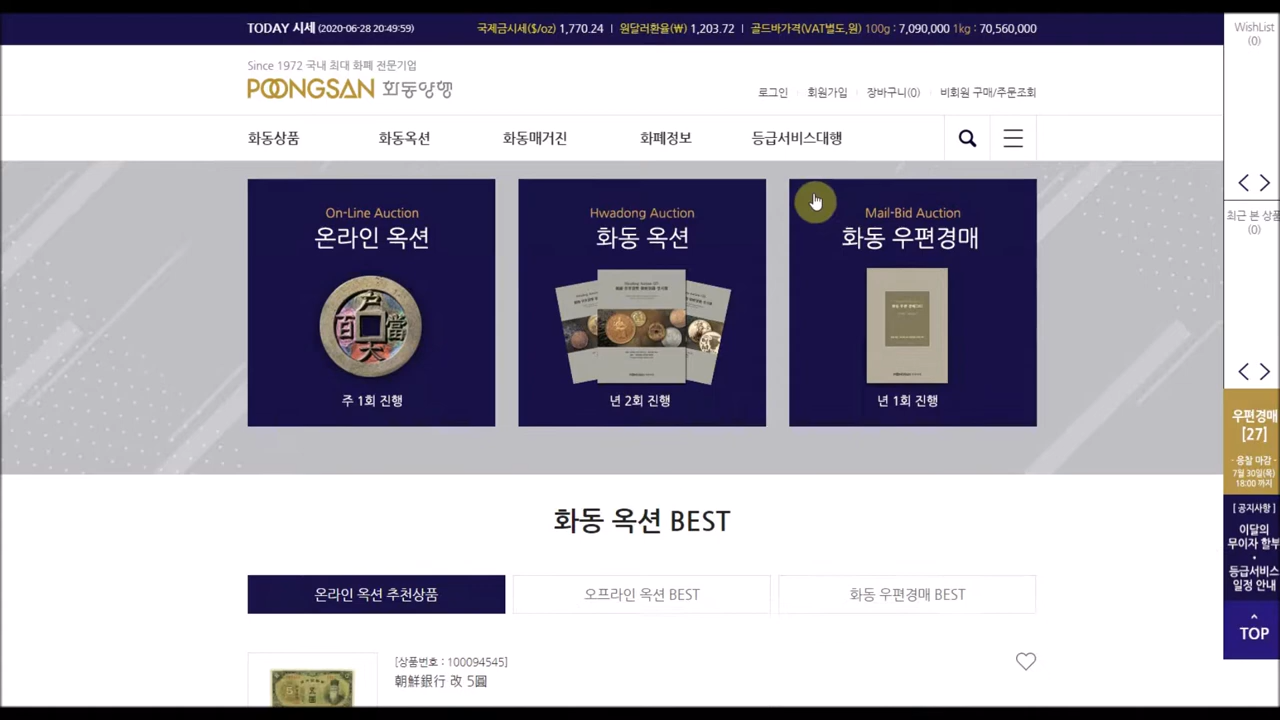 TODAY 시세 (2020-06-28 20:49:59) 국제금시세($/oz) 1,770.24 | 원달러환율(₩) 1,203.72 | 골드바가격(VAT별도,원) 100g : 7,090,000 1kg : 70,560,000
WishList
(0)
Since 1972 국내 최대 화폐 전문기업
POONGSAN 화동양행
로그인 회원가입 장바구니(0) 비회원 구매/주문조회
화동상품 화동옥션 화동매거진 화폐정보 등급서비스대행
On-Line Auction
온라인 옥션
주 1회 진행
Hwadong Auction
화동 옥션
년 2회 진행
Mail-Bid Auction
화동 우편경매
년 1회 진행
최근 본 상품
(0)
우편경매
[27]
- 응찰 마감 -
7월 30일(목)
18:00 까지
[ 공지사항 ]
이달의
무이자 할부
등급서비스
일정 안내
TOP
화동 옥션 BEST
온라인 옥션 추천상품 오프라인 옥션 BEST 화동 우편경매 BEST
[상품번호 : 100094545]
朝鮮銀行 改 5圓